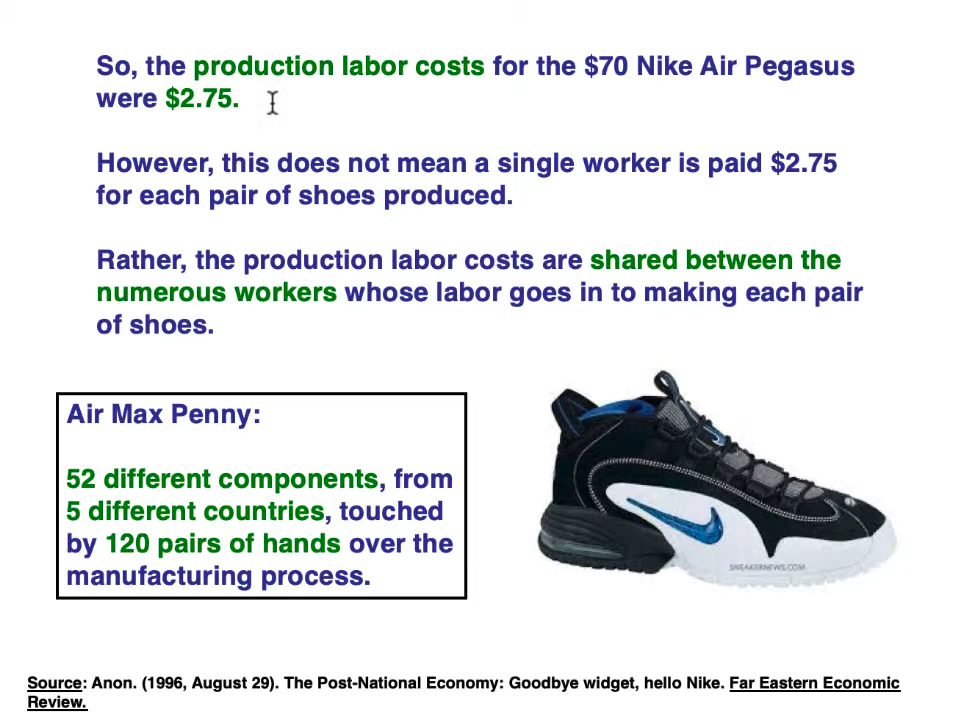 So, the production labor costs for the $70 Nike Air Pegasus
were $2.75.
However, this does not mean a single worker is paid $2.75
for each pair of shoes produced.
Rather, the production labor costs are shared between the
numerous workers whose labor goes in to making each pair
of shoes.
Air Max Penny:
52 different components, from
5 different countries, touched
by 120 pairs of hands over the
manufacturing process.
SNEAKERNEWS.COM
Source: Anon. (1996, August 29). The Post-National Economy: Goodbye widget, hello Nike. Far Eastern Economic
Review.